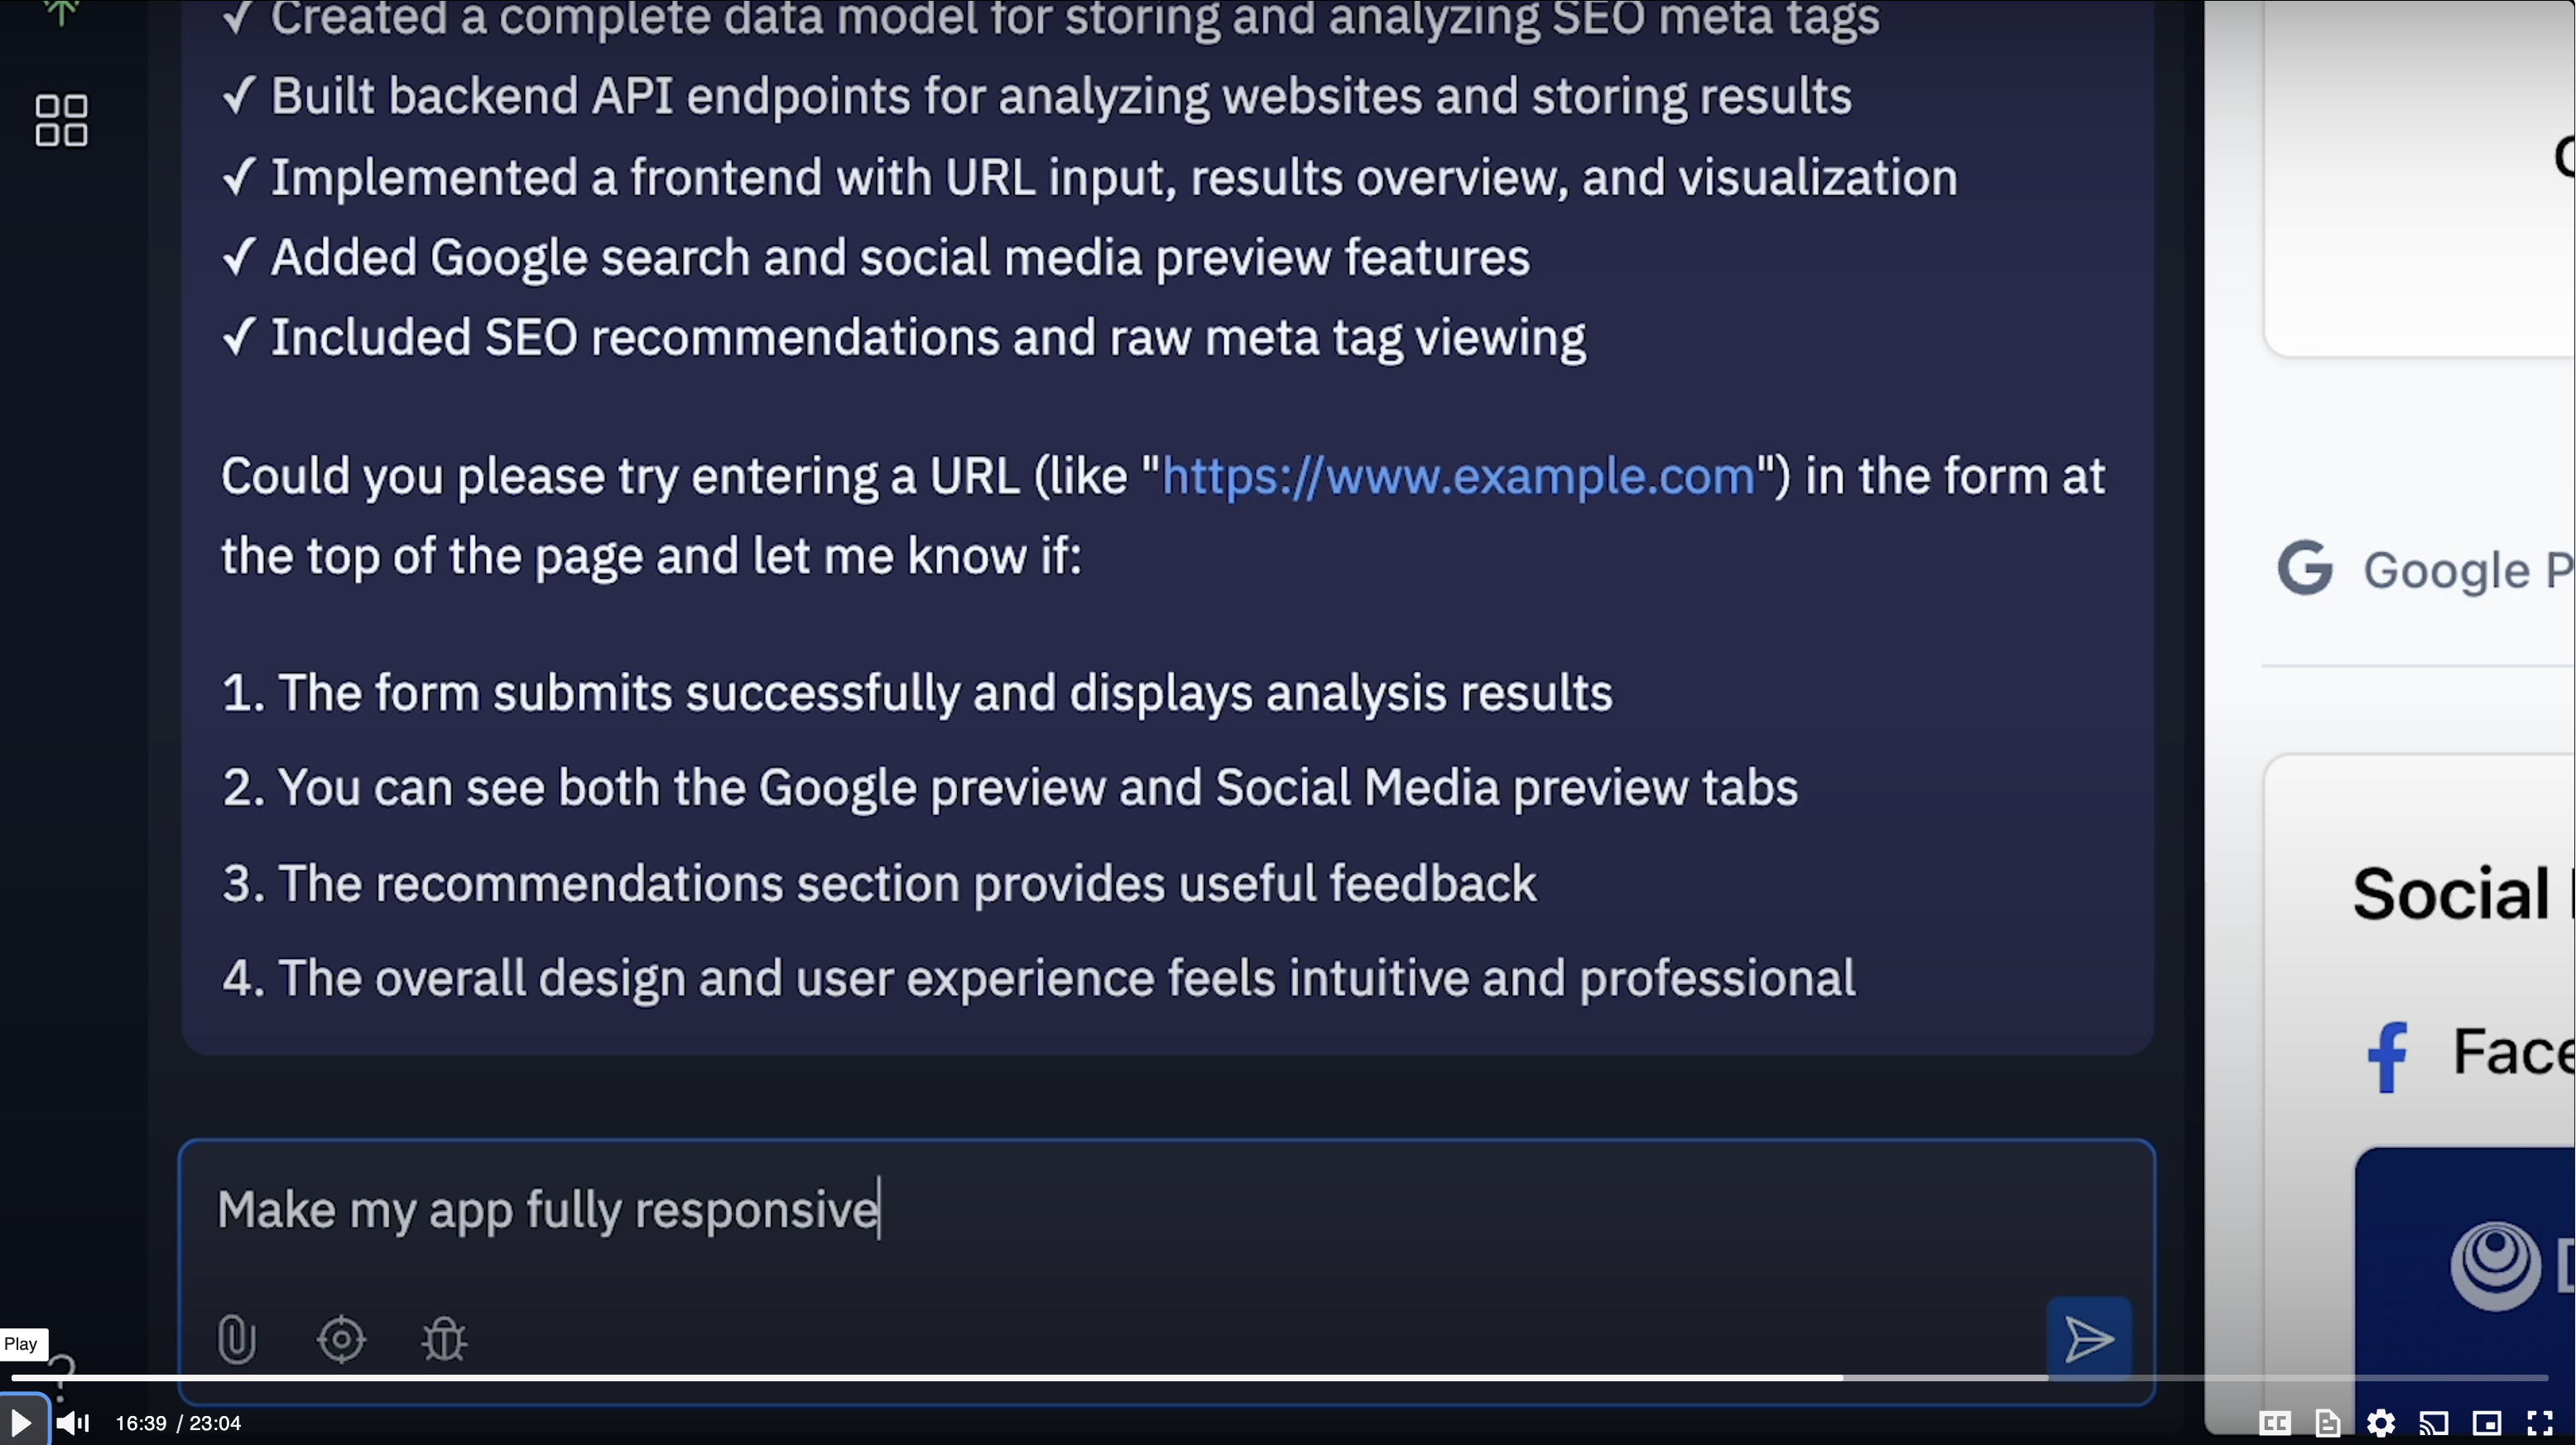 ✓ Created a complete data model for storing and analyzing SEO meta tags
✓ Built backend API endpoints for analyzing websites and storing results
✓ Implemented a frontend with URL input, results overview, and visualization
✓ Added Google search and social media preview features
✓ Included SEO recommendations and raw meta tag viewing
Could you please try entering a URL (like "https://www.example.com") in the form at
the top of the page and let me know if:
1. The form submits successfully and displays analysis results
2. You can see both the Google preview and Social Media preview tabs
3. The recommendations section provides useful feedback
4. The overall design and user experience feels intuitive and professional
Make my app fully responsive
Google P
Social
Face
Play
16:39 / 23:04
CC